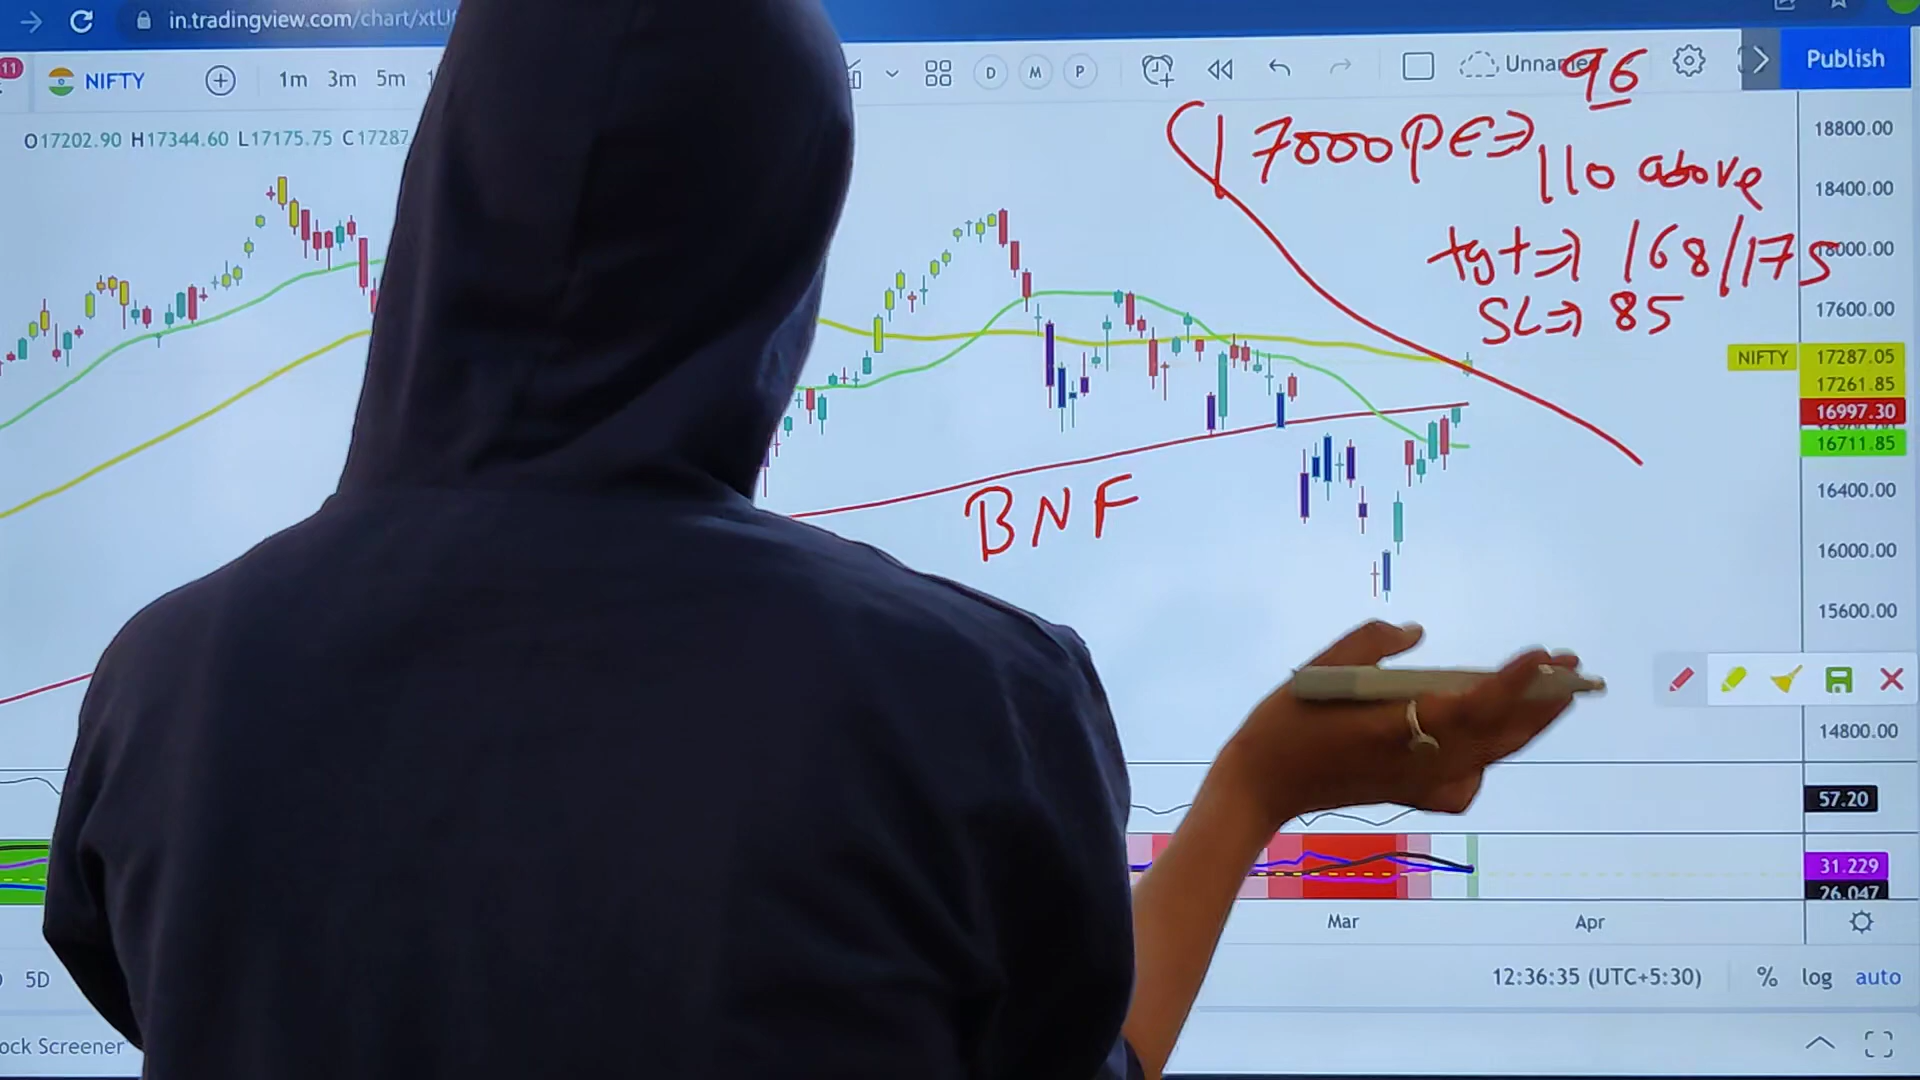 in.tradingview.com/chart/xtU
11
NIFTY
1m 3m 5m
D M P
Publish
96
O17202.90 H17344.60 L17175.75 C17287
17000PE⇒ 110 above
tgt⇒ 168/175
SL⇒ 85
18800.00
18400.00
18000.00
17600.00
NIFTY 17287.05
17261.85
16997.30
16711.85
16400.00
16000.00
15600.00
14800.00
BNF
57.20
31.229
26.047
Mar Apr
5D
12:36:35 (UTC+5:30) % log auto
ock Screener